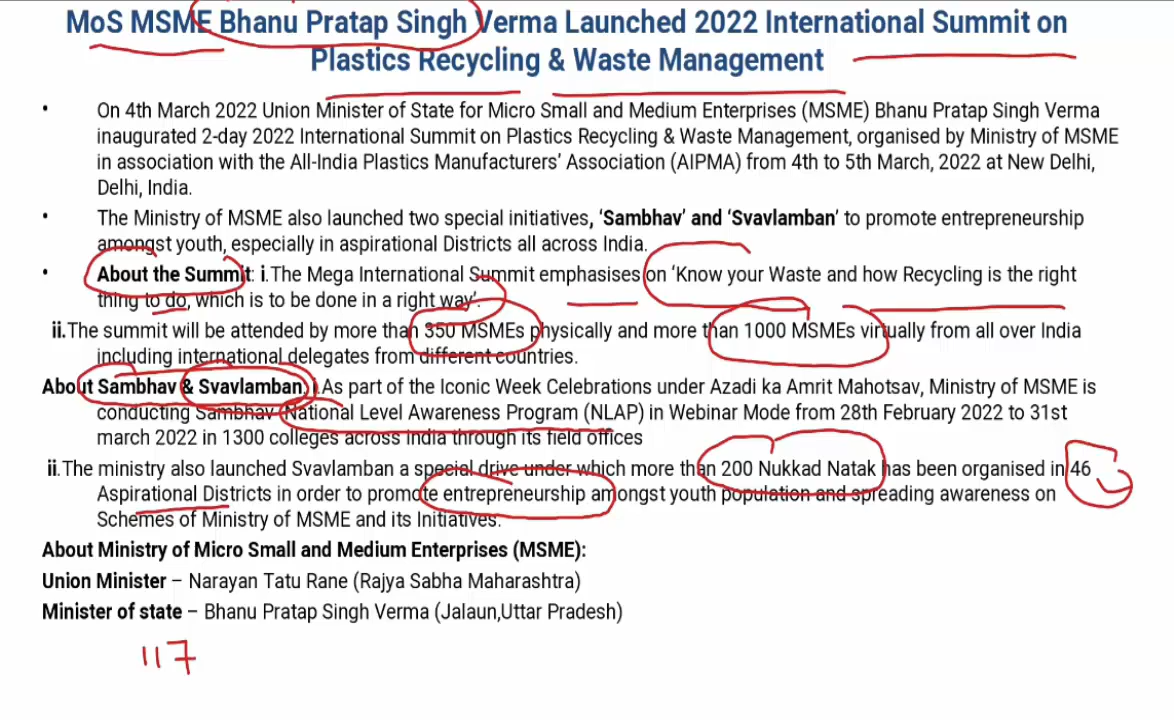 MoS MSME Bhanu Pratap Singh Verma Launched 2022 International Summit on
Plastics Recycling & Waste Management
• On 4th March 2022 Union Minister of State for Micro Small and Medium Enterprises (MSME) Bhanu Pratap Singh Verma
inaugurated 2-day 2022 International Summit on Plastics Recycling & Waste Management, organised by Ministry of MSME
in association with the All-India Plastics Manufacturers' Association (AIPMA) from 4th to 5th March, 2022 at New Delhi,
Delhi, India.
• The Ministry of MSME also launched two special initiatives, 'Sambhav' and 'Svavlamban' to promote entrepreneurship
amongst youth, especially in aspirational Districts all across India.
• About the Summit: i.The Mega International Summit emphasises on 'Know your Waste and how Recycling is the right
thing to do, which is to be done in a right way'.
ii.The summit will be attended by more than 350 MSMEs physically and more than 1000 MSMEs virtually from all over India
including international delegates from different countries.
About Sambhav & Svavlamban: i.As part of the Iconic Week Celebrations under Azadi ka Amrit Mahotsav, Ministry of MSME is
conducting Sambhav (National Level Awareness Program (NLAP) in Webinar Mode from 28th February 2022 to 31st
march 2022 in 1300 colleges across India through its field offices
ii.The ministry also launched Svavlamban a special drive under which more than 200 Nukkad Natak has been organised in 46
Aspirational Districts in order to promote entrepreneurship amongst youth population and spreading awareness on
Schemes of Ministry of MSME and its Initiatives.
About Ministry of Micro Small and Medium Enterprises (MSME):
Union Minister – Narayan Tatu Rane (Rajya Sabha Maharashtra)
Minister of state – Bhanu Pratap Singh Verma (Jalaun,Uttar Pradesh)
117